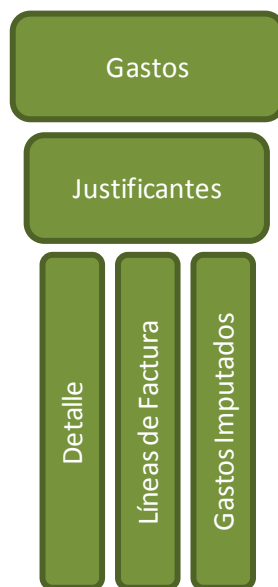 Gastos
Justificantes
Detalle
Líneas de Factura
Gastos Imputados